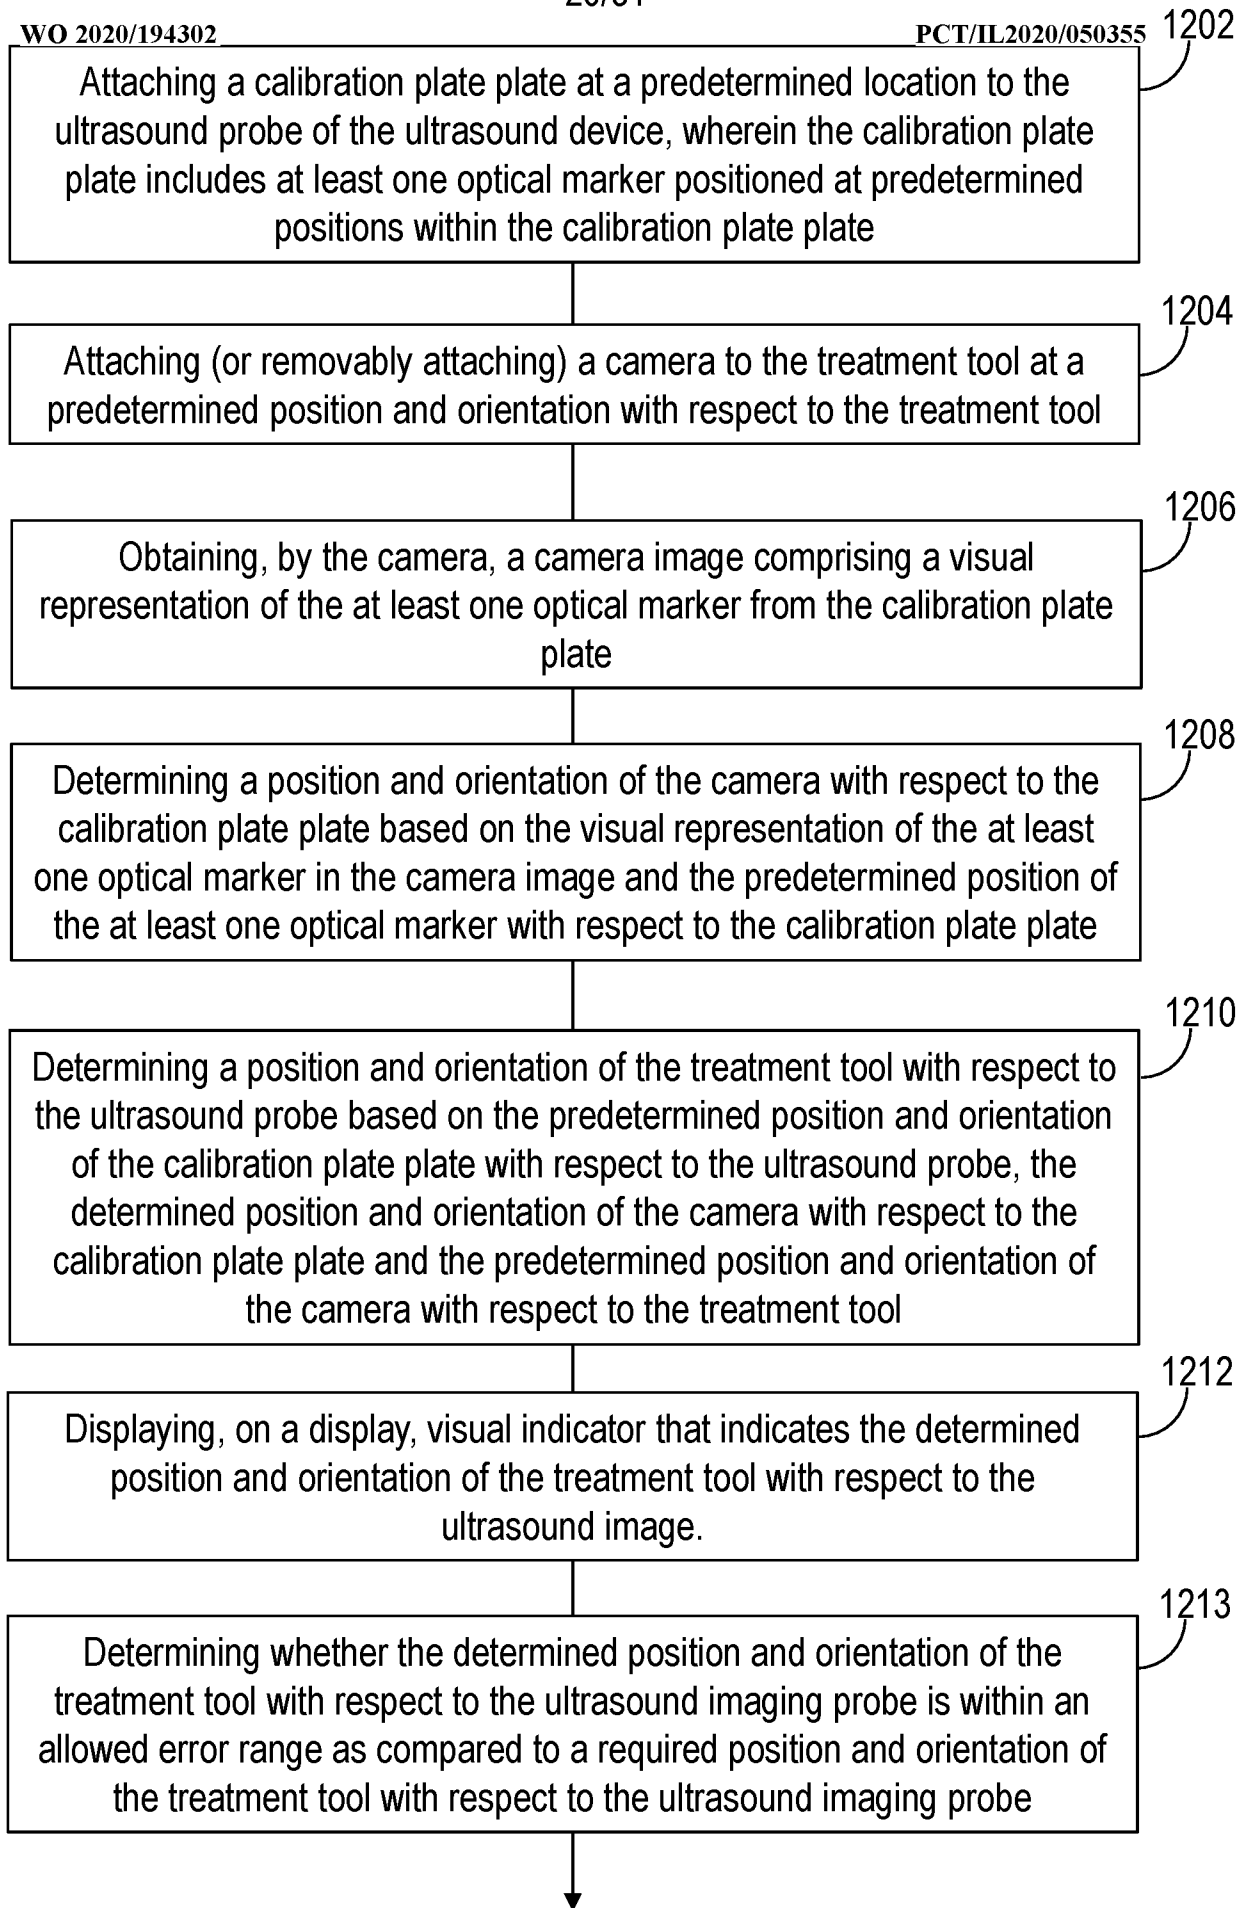 WO 2020/194302
PCT/IL2020/050355
1202
Attaching a calibration plate plate at a predetermined location to the
ultrasound probe of the ultrasound device, wherein the calibration plate
plate includes at least one optical marker positioned at predetermined
positions within the calibration plate plate
1204
Attaching (or removably attaching) a camera to the treatment tool at a
predetermined position and orientation with respect to the treatment tool
1206
Obtaining, by the camera, a camera image comprising a visual
representation of the at least one optical marker from the calibration plate
plate
1208
Determining a position and orientation of the camera with respect to the
calibration plate plate based on the visual representation of the at least
one optical marker in the camera image and the predetermined position of
the at least one optical marker with respect to the calibration plate plate
1210
Determining a position and orientation of the treatment tool with respect to
the ultrasound probe based on the predetermined position and orientation
of the calibration plate plate with respect to the ultrasound probe, the
determined position and orientation of the camera with respect to the
calibration plate plate and the predetermined position and orientation of
the camera with respect to the treatment tool
1212
Displaying, on a display, visual indicator that indicates the determined
position and orientation of the treatment tool with respect to the
ultrasound image.
1213
Determining whether the determined position and orientation of the
treatment tool with respect to the ultrasound imaging probe is within an
allowed error range as compared to a required position and orientation of
the treatment tool with respect to the ultrasound imaging probe